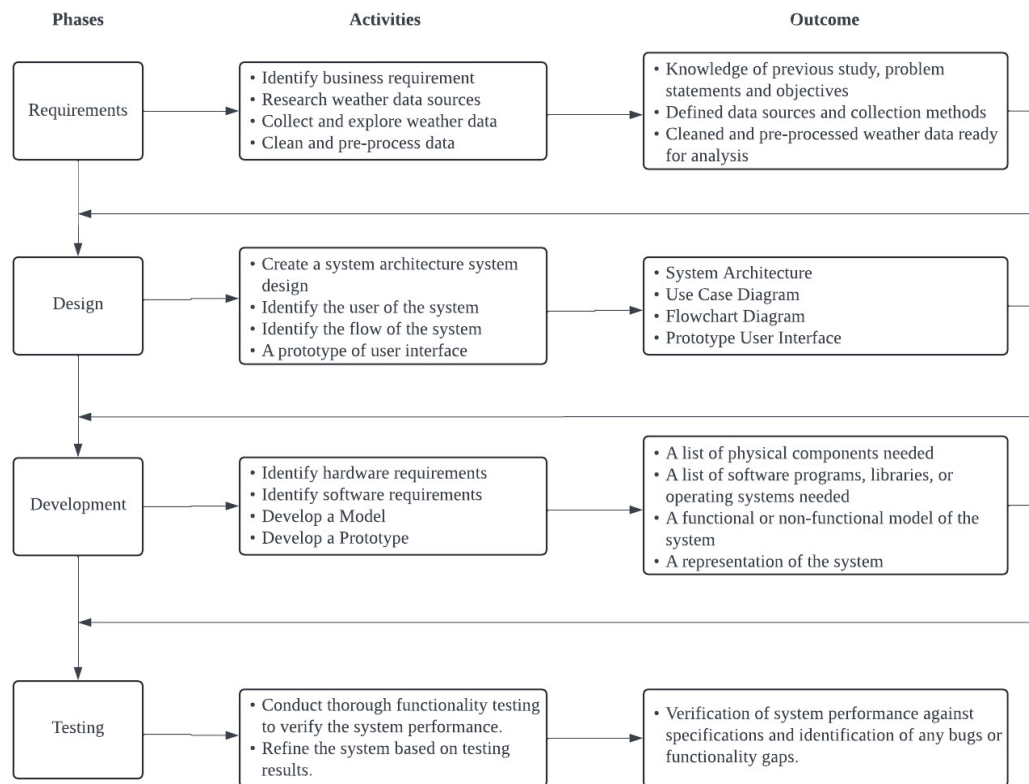 Phases
Activities
Outcome
Requirements
• Identify business requirement
• Research weather data sources
• Collect and explore weather data
• Clean and pre-process data
• Knowledge of previous study, problem
statements and objectives
• Defined data sources and collection methods
• Cleaned and pre-processed weather data ready
for analysis
Design
• Create a system architecture system
design
• Identify the user of the system
• Identify the flow of the system
• A prototype of user interface
• System Architecture
• Use Case Diagram
• Flowchart Diagram
• Prototype User Interface
Development
• Identify hardware requirements
• Identify software requirements
• Develop a Model
• Develop a Prototype
• A list of physical components needed
• A list of software programs, libraries, or
operating systems needed
• A functional or non-functional model of the
system
• A representation of the system
Testing
• Conduct thorough functionality testing
to verify the system performance.
• Refine the system based on testing
results.
• Verification of system performance against
specifications and identification of any bugs or
functionality gaps.